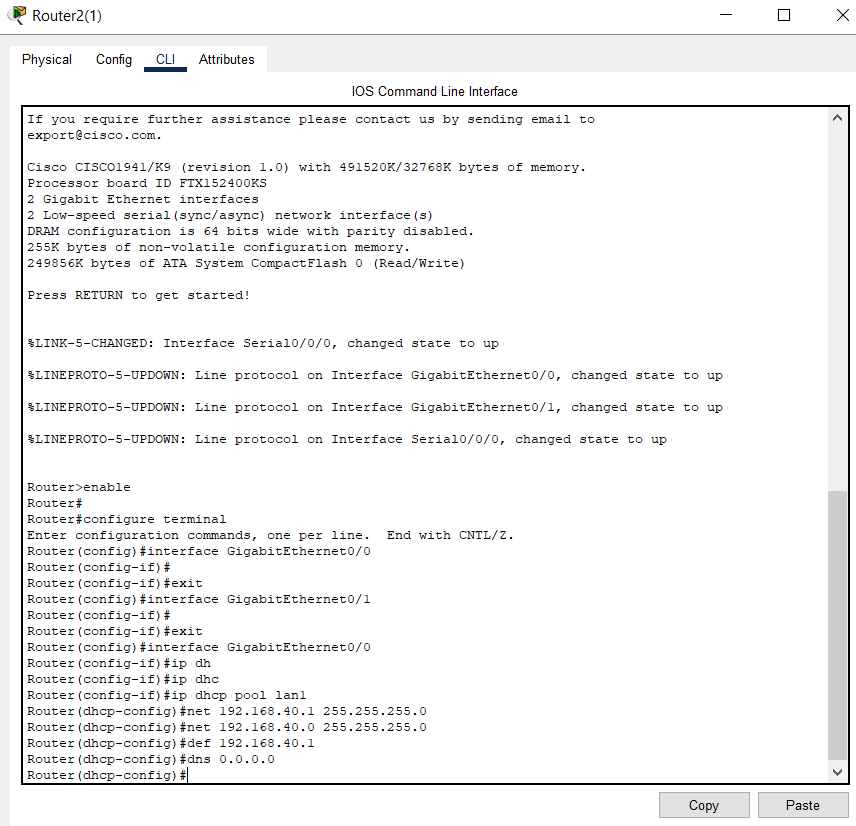 Router2(1)
Physical Config CLI Attributes
IOS Command Line Interface
If you require further assistance please contact us by sending email to
export@cisco.com.
Cisco CISCO1941/K9 (revision 1.0) with 491520K/32768K bytes of memory.
Processor board ID FTX152400KS
2 Gigabit Ethernet interfaces
2 Low-speed serial(sync/async) network interface(s)
DRAM configuration is 64 bits wide with parity disabled.
255K bytes of non-volatile configuration memory.
249856K bytes of ATA System CompactFlash 0 (Read/Write)
Press RETURN to get started!
%LINK-5-CHANGED: Interface Serial0/0/0, changed state to up
%LINEPROTO-5-UPDOWN: Line protocol on Interface GigabitEthernet0/0, changed state to up
%LINEPROTO-5-UPDOWN: Line protocol on Interface GigabitEthernet0/1, changed state to up
%LINEPROTO-5-UPDOWN: Line protocol on Interface Serial0/0/0, changed state to up
Router>enable
Router#
Router#configure terminal
Enter configuration commands, one per line.  End with CNTL/Z.
Router(config)#interface GigabitEthernet0/0
Router(config-if)#
Router(config-if)#exit
Router(config)#interface GigabitEthernet0/1
Router(config-if)#
Router(config-if)#exit
Router(config)#interface GigabitEthernet0/0
Router(config-if)#ip dh
Router(config-if)#ip dhc
Router(config-if)#ip dhcp pool lan1
Router(dhcp-config)#net 192.168.40.1 255.255.255.0
Router(dhcp-config)#net 192.168.40.0 255.255.255.0
Router(dhcp-config)#def 192.168.40.1
Router(dhcp-config)#dns 0.0.0.0
Router(dhcp-config)#
Copy Paste